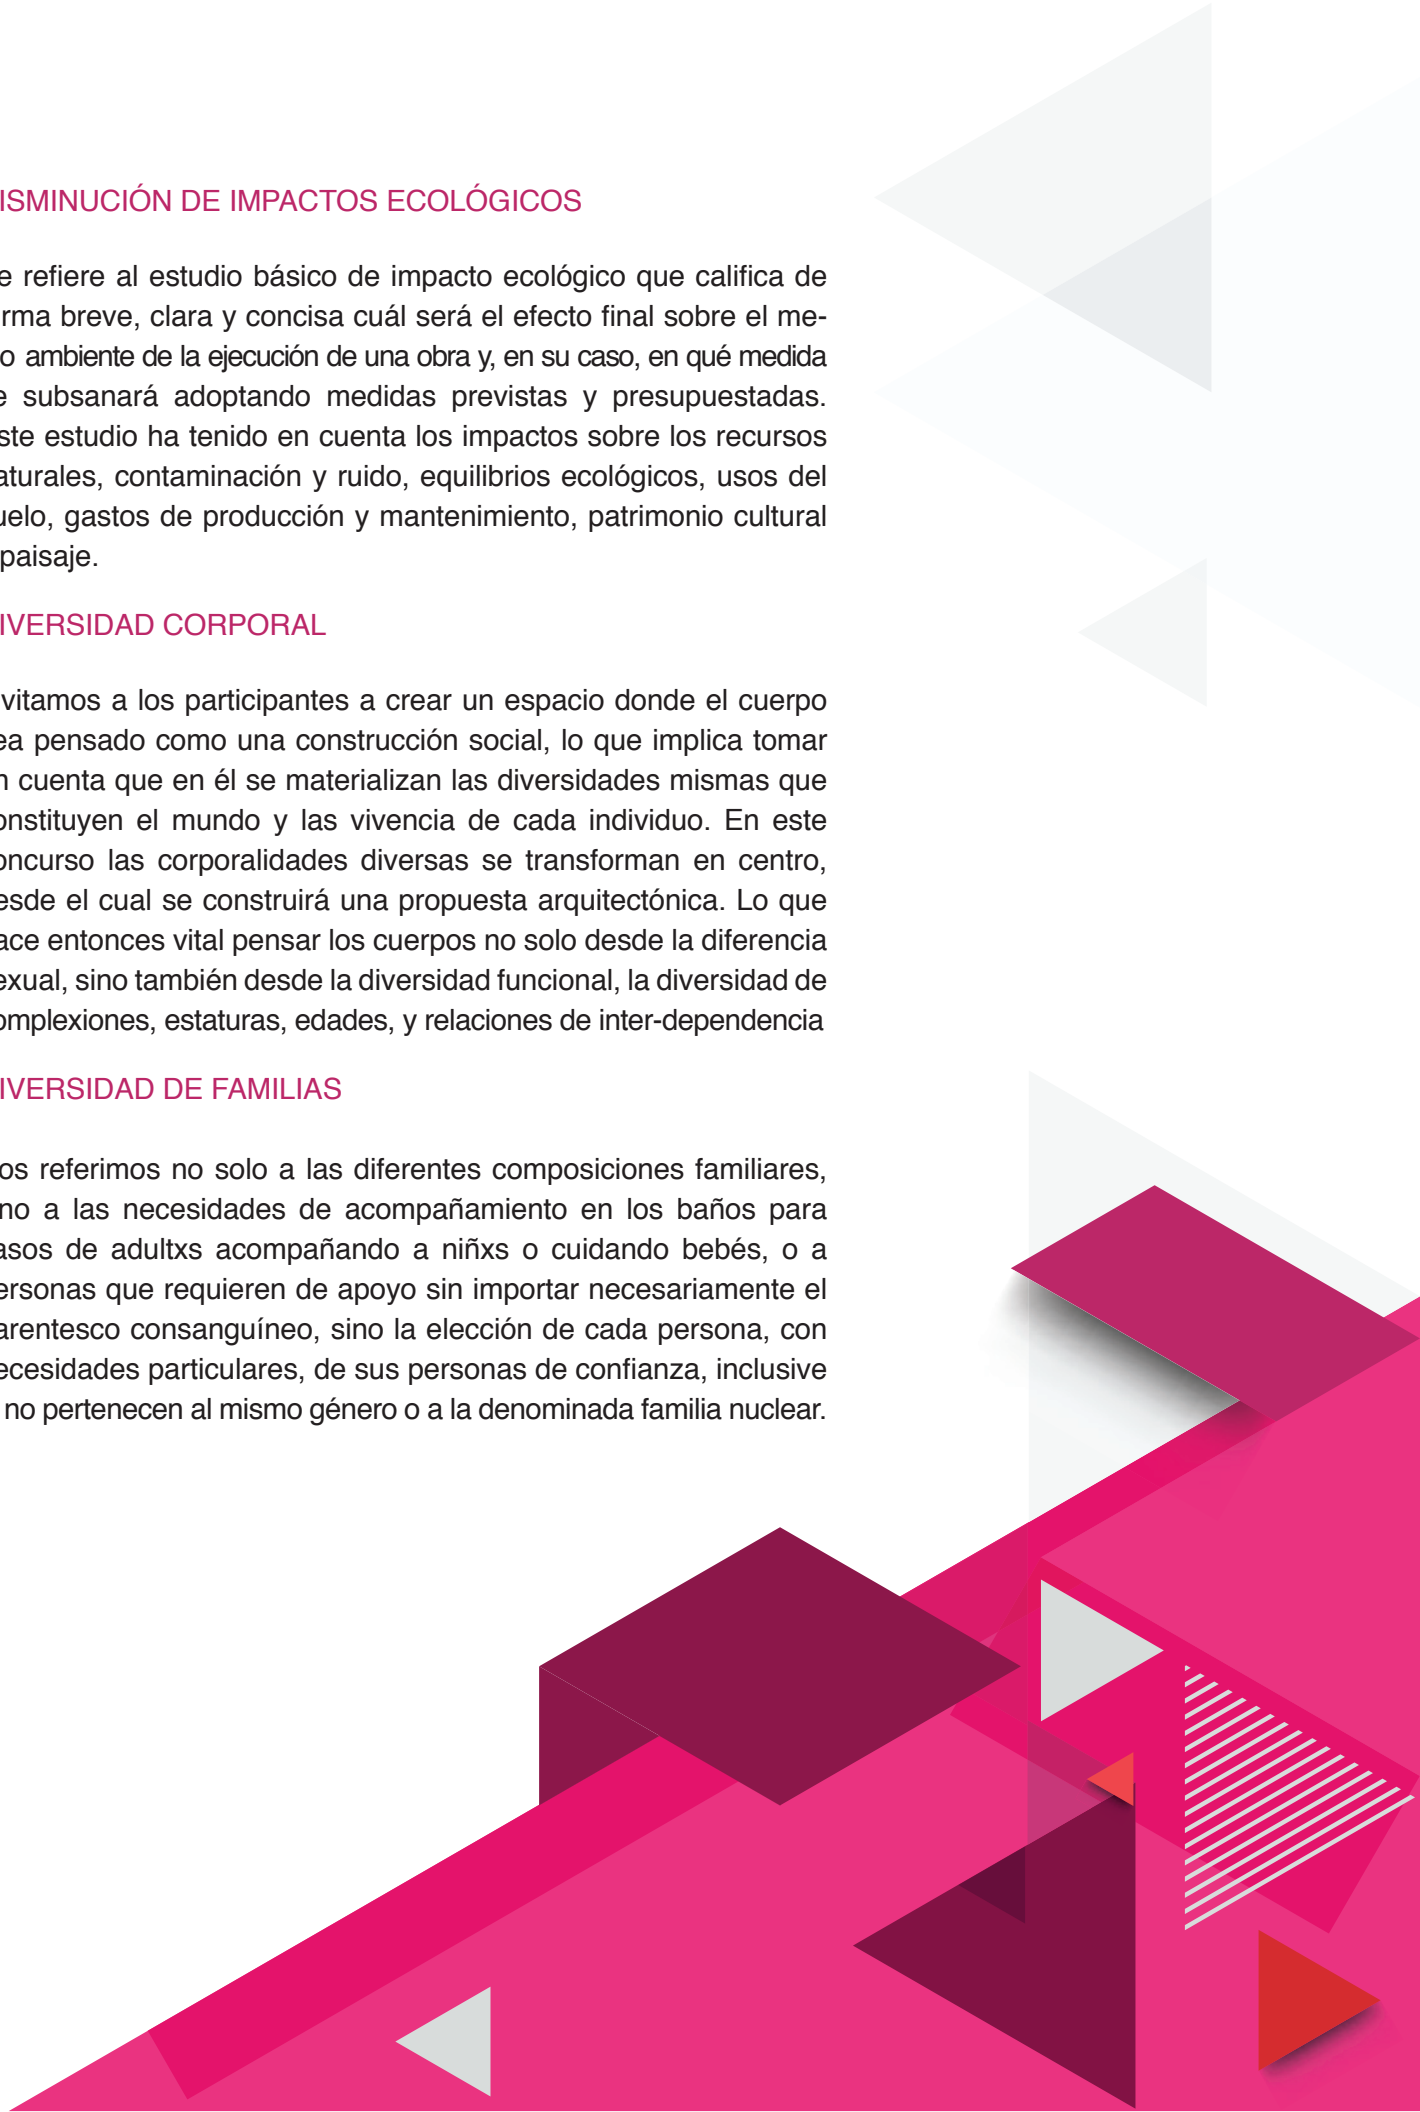 ISMINUCIÓN DE IMPACTOS ECOLÓGICOS
e refiere al estudio básico de impacto ecológico que califica de
rma breve, clara y concisa cuál será el efecto final sobre el me-
o ambiente de la ejecución de una obra y, en su caso, en qué medida
e subsanará adoptando medidas previstas y presupuestadas.
ste estudio ha tenido en cuenta los impactos sobre los recursos
aturales, contaminación y ruido, equilibrios ecológicos, usos del
uelo, gastos de producción y mantenimiento, patrimonio cultural
paisaje.
IVERSIDAD CORPORAL
vitamos a los participantes a crear un espacio donde el cuerpo
ea pensado como una construcción social, lo que implica tomar
n cuenta que en él se materializan las diversidades mismas que
onstituyen el mundo y las vivencia de cada individuo. En este
oncurso las corporalidades diversas se transforman en centro,
esde el cual se construirá una propuesta arquitectónica. Lo que
ace entonces vital pensar los cuerpos no solo desde la diferencia
exual, sino también desde la diversidad funcional, la diversidad de
omplexiones, estaturas, edades, y relaciones de inter-dependencia
IVERSIDAD DE FAMILIAS
os referimos no solo a las diferentes composiciones familiares,
no a las necesidades de acompañamiento en los baños para
asos de adultxs acompañando a niñxs o cuidando bebés, o a
ersonas que requieren de apoyo sin importar necesariamente el
arentesco consanguíneo, sino la elección de cada persona, con
ecesidades particulares, de sus personas de confianza, inclusive
no pertenecen al mismo género o a la denominada familia nuclear.